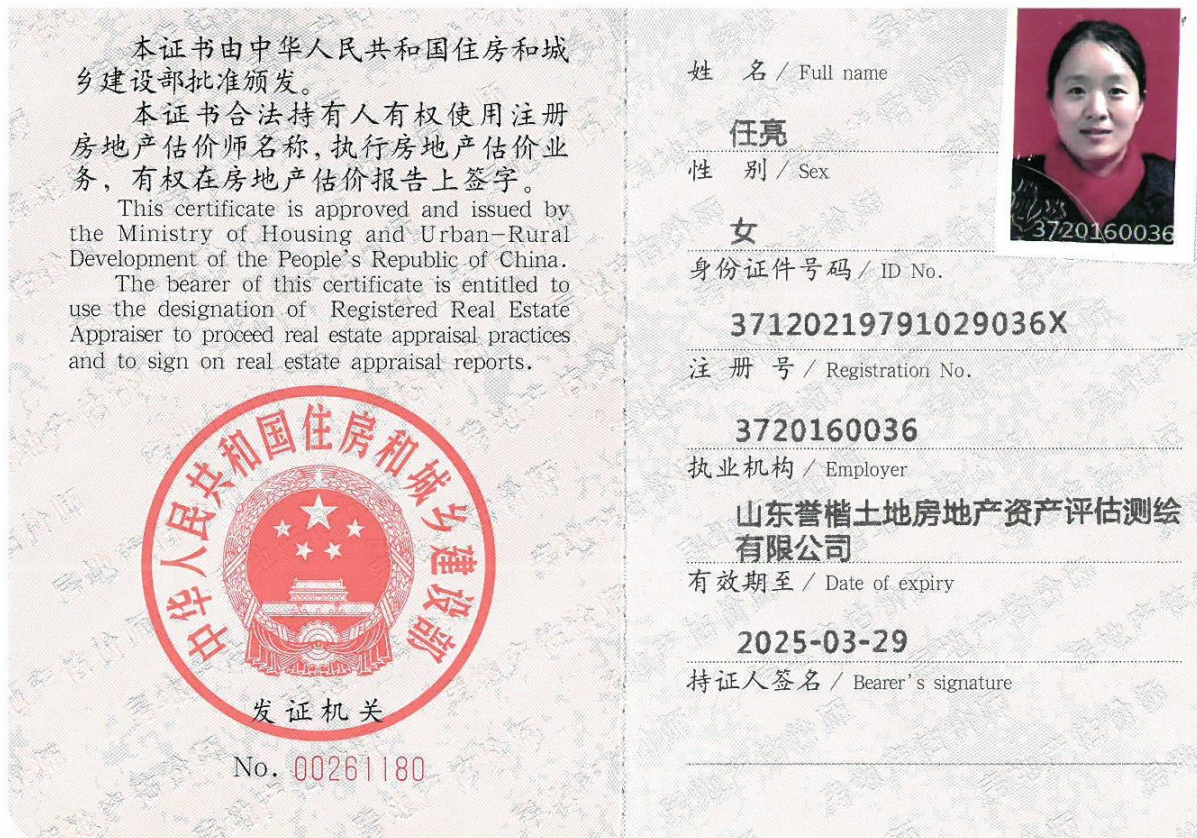 本证书由中华人民共和国住房和城
乡建设部批准颁发。
本证书合法持有人有权使用注册
房地产估价师名称，执行房地产估价业
务，有权在房地产估价报告上签字。
This certificate is approved and issued by
the Ministry of Housing and Urban-Rural
Development of the People's Republic of China.
The bearer of this certificate is entitled to
use the designation of Registered Real Estate
Appraiser to proceed real estate appraisal practices
and to sign on real estate appraisal reports.
中华人民共和国住房和城乡建设部
发证机关
No. 00261180
姓 名 / Full name
任亮
性 别 / Sex
女
身份证件号码 / ID No.
37120219791029036X
注 册 号 / Registration No.
3720160036
执业机构 / Employer
山东誉楷土地房地产资产评估测绘
有限公司
有效期至 / Date of expiry
2025-03-29
持证人签名 / Bearer's signature
3720160036